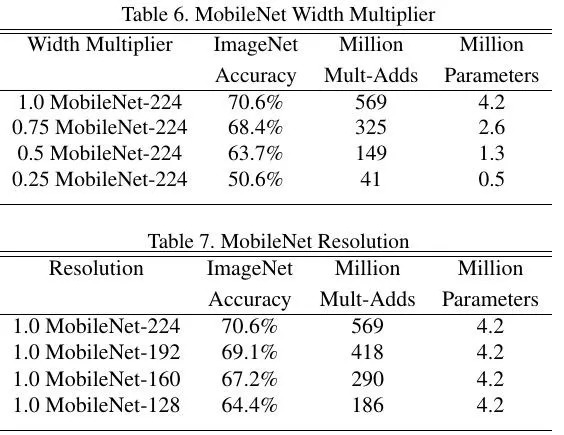 Table 6. MobileNet Width Multiplier
Width Multiplier ImageNet Million Million
Accuracy Mult-Adds Parameters
1.0 MobileNet-224 70.6% 569 4.2
0.75 MobileNet-224 68.4% 325 2.6
0.5 MobileNet-224 63.7% 149 1.3
0.25 MobileNet-224 50.6% 41 0.5
Table 7. MobileNet Resolution
Resolution ImageNet Million Million
Accuracy Mult-Adds Parameters
1.0 MobileNet-224 70.6% 569 4.2
1.0 MobileNet-192 69.1% 418 4.2
1.0 MobileNet-160 67.2% 290 4.2
1.0 MobileNet-128 64.4% 186 4.2